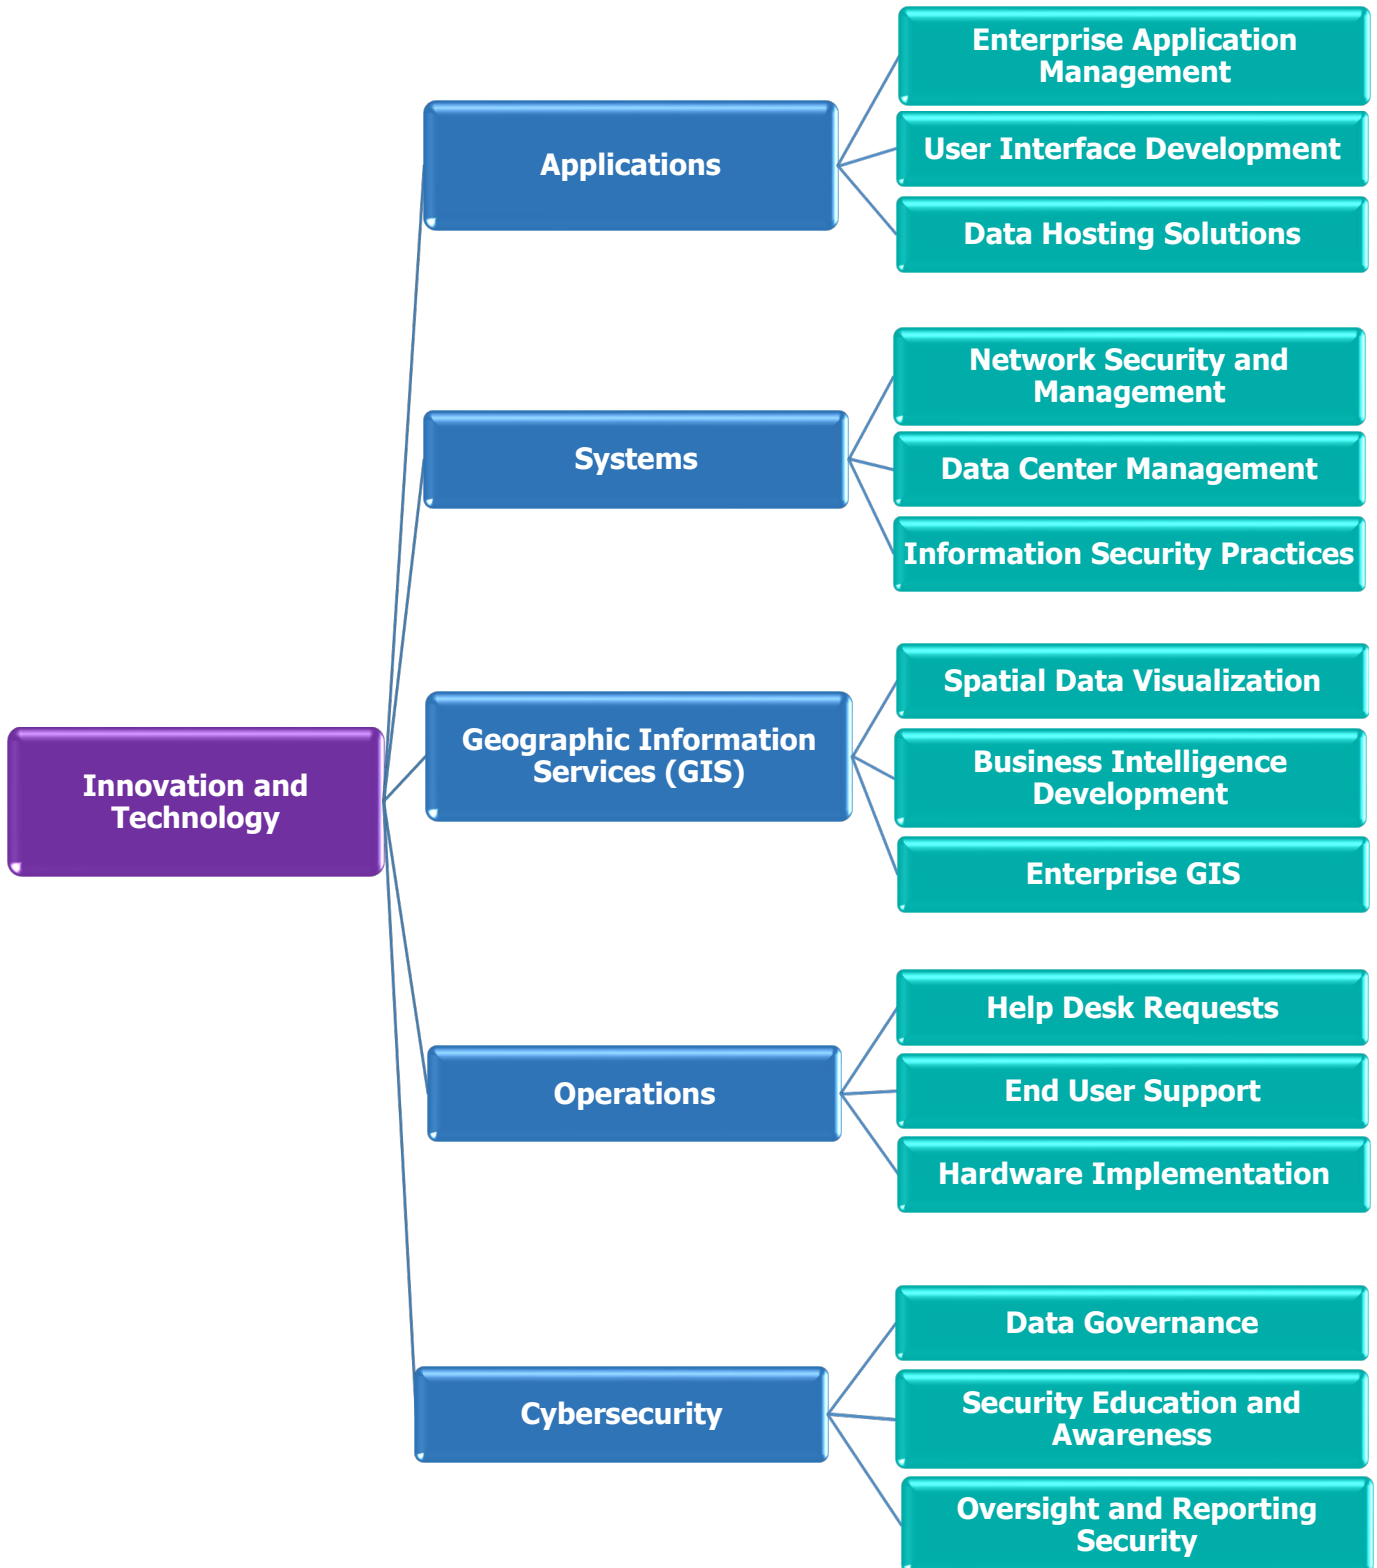 Innovation and
Technology
Applications
Enterprise Application
Management
User Interface Development
Data Hosting Solutions
Systems
Network Security and
Management
Data Center Management
Information Security Practices
Geographic Information
Services (GIS)
Spatial Data Visualization
Business Intelligence
Development
Enterprise GIS
Operations
Help Desk Requests
End User Support
Hardware Implementation
Cybersecurity
Data Governance
Security Education and
Awareness
Oversight and Reporting
Security